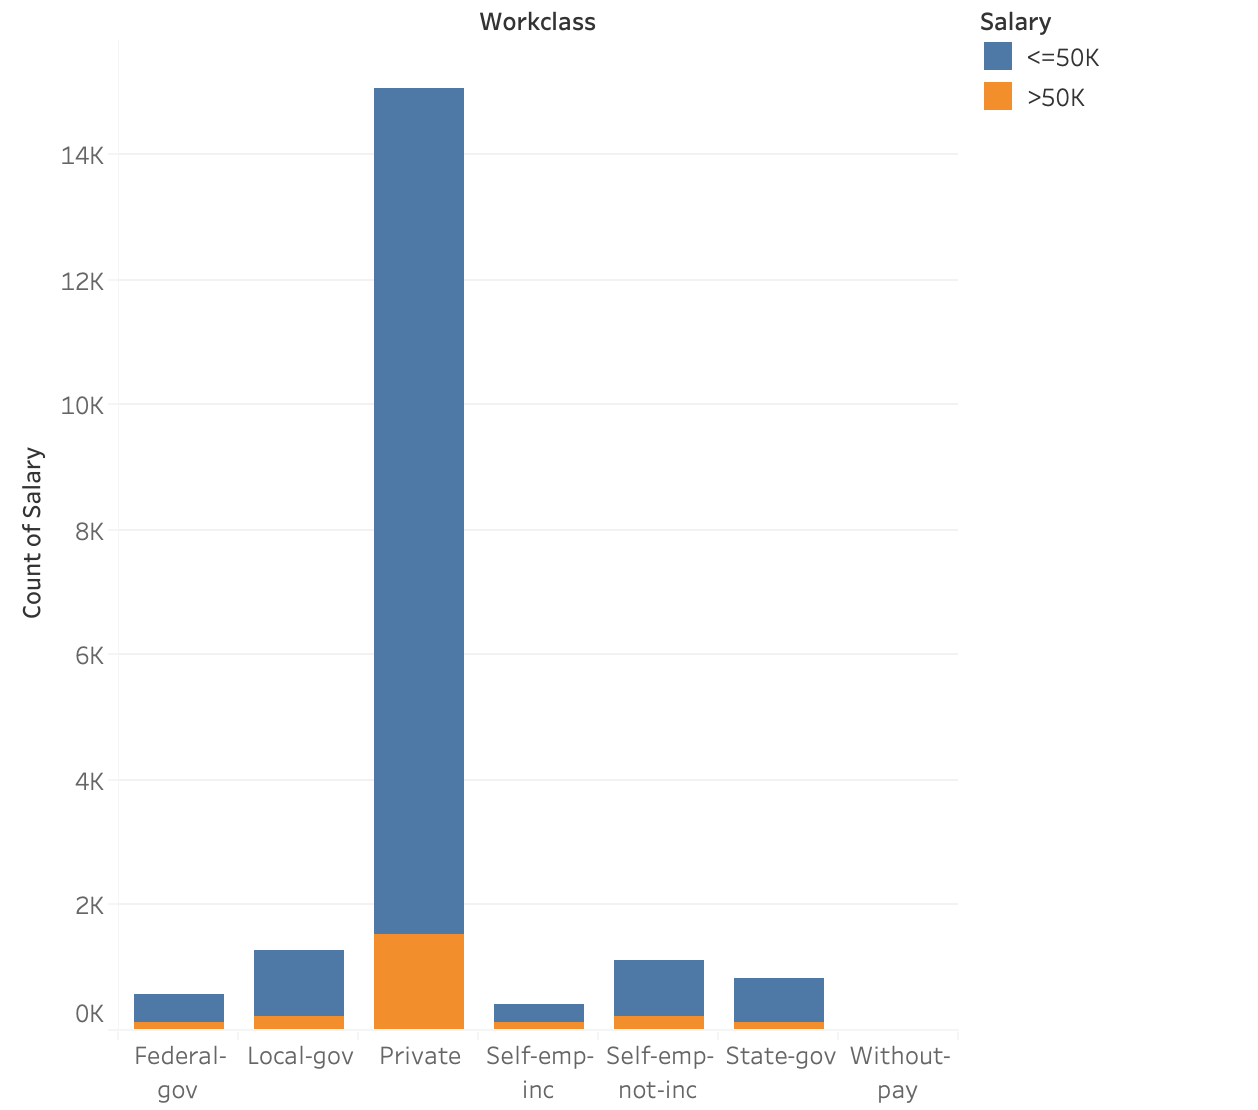 Workclass
Salary
<=50K
>50K
14K
12K
10K
8K
6K
4K
2K
0K
Count of Salary
Federal-
gov
Local-gov
Private
Self-emp-
inc
Self-emp-
not-inc
State-gov
Without-
pay